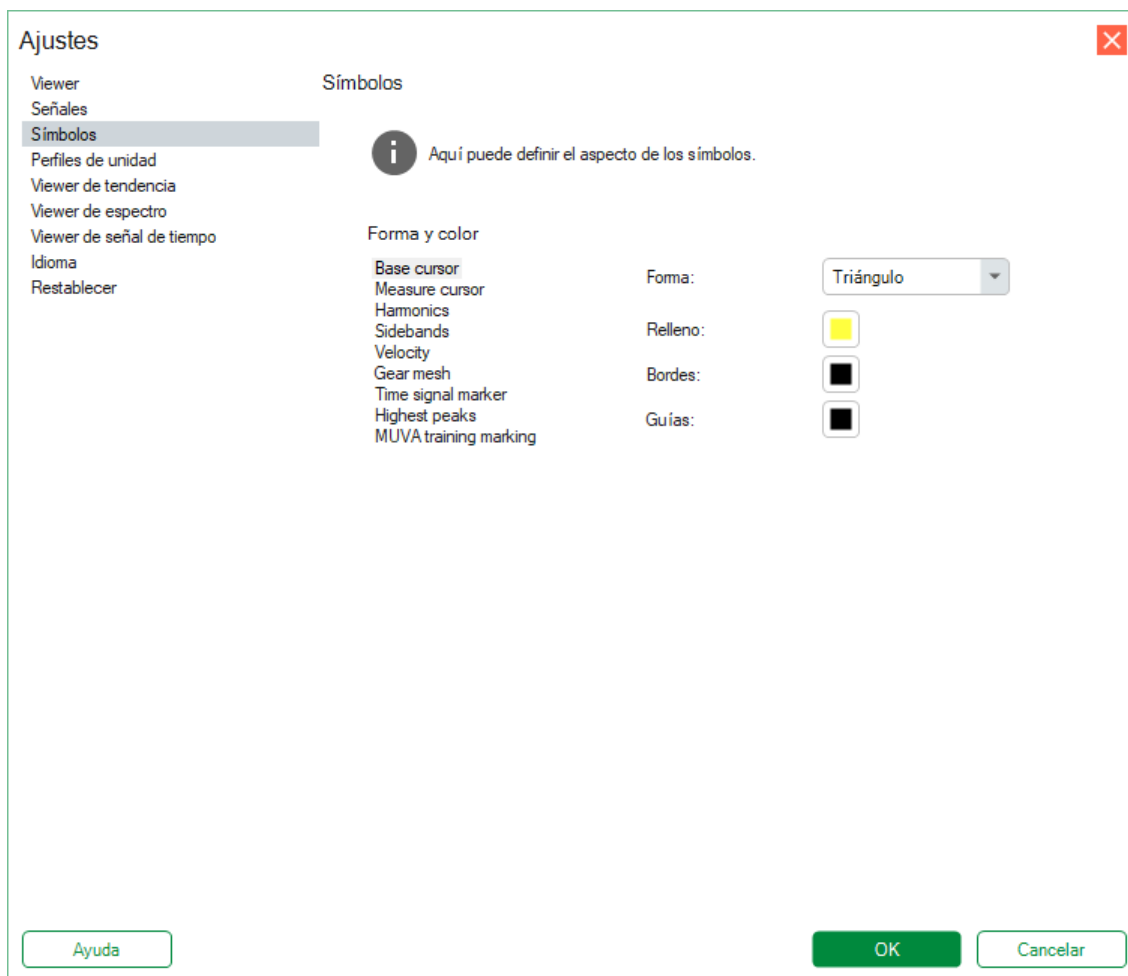 Ajustes
Viewer
Señales
Símbolos
Perfiles de unidad
Viewer de tendencia
Viewer de espectro
Viewer de señal de tiempo
Idioma
Restablecer
Símbolos
Aquí puede definir el aspecto de los símbolos.
Forma y color
Base cursor
Measure cursor
Harmonics
Sidebands
Velocity
Gear mesh
Time signal marker
Highest peaks
MUVA training marking
Forma: Triángulo
Relleno:
Bordes:
Guías:
Ayuda
OK
Cancelar